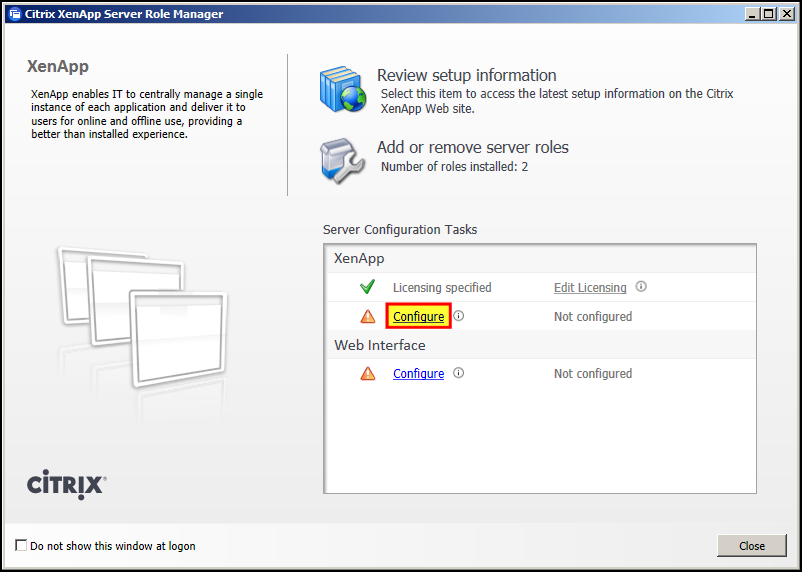 Citrix XenApp Server Role Manager
XenApp
XenApp enables IT to centrally manage a single
instance of each application and deliver it to
users for online and offline use, providing a
better than installed experience.
Review setup information
Select this item to access the latest setup information on the Citrix
XenApp Web site.
Add or remove server roles
Number of roles installed: 2
Server Configuration Tasks
XenApp
Licensing specified Edit Licensing
Configure Not configured
Web Interface
Configure Not configured
CITRIX
Do not show this window at logon
Close